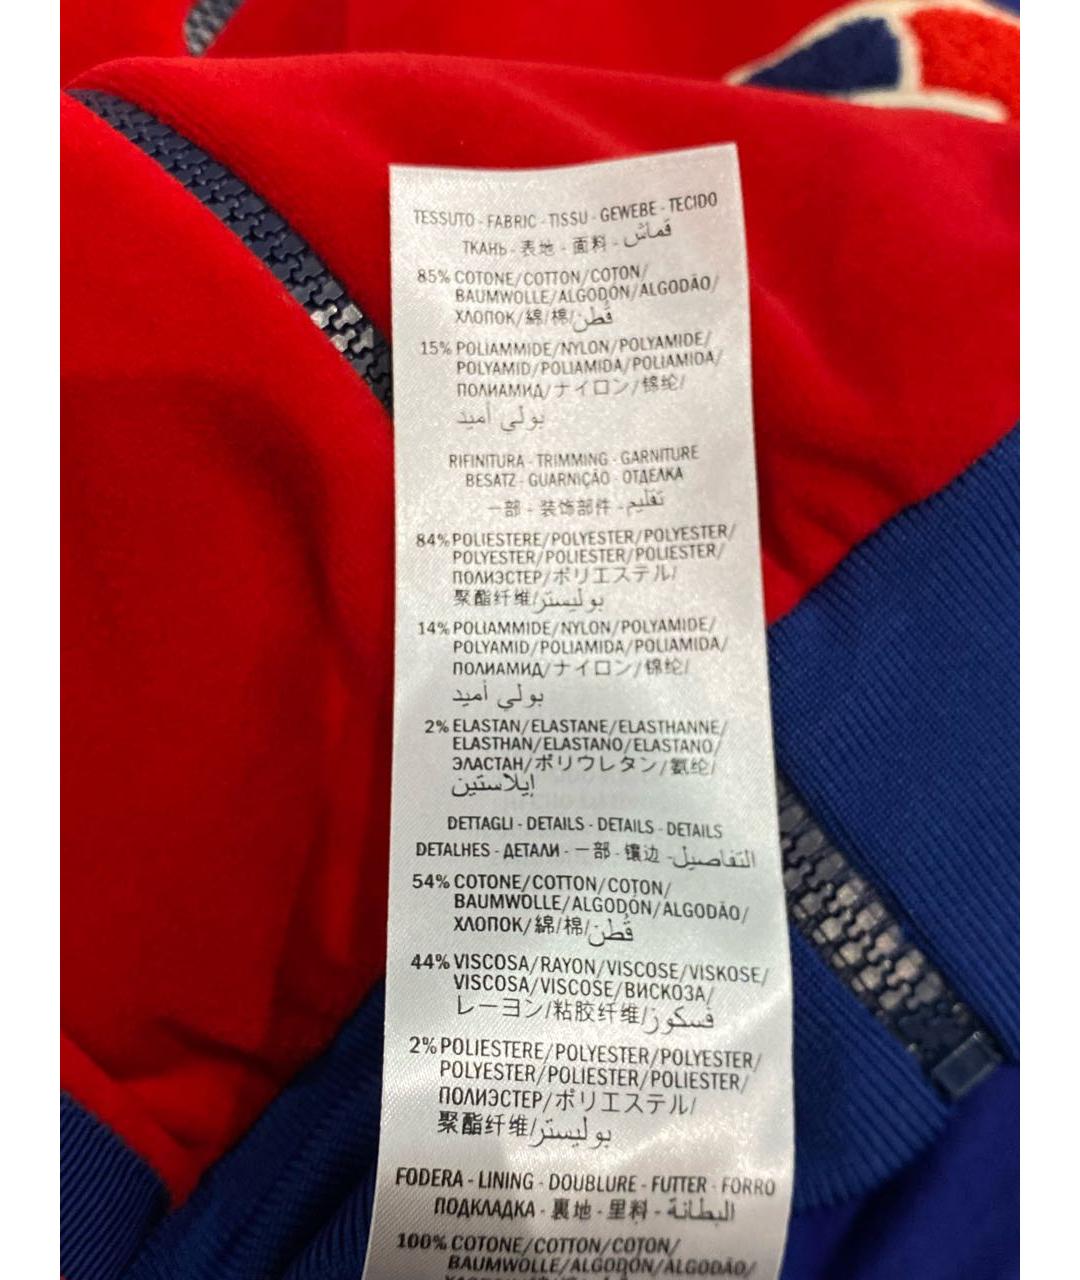 TESSUTO - FABRIC - TISSU - GEWEBE - TECIDO
ТКАНЬ - 表地 - 面料 - قماش
85% COTONE/COTTON/COTON/
BAUMWOLLE/ALGODÓN/ALGODÃO/
ХЛОПОК/綿/棉/قُطن
15% POLIAMMIDE/NYLON/POLYAMIDE/
POLYAMID/POLIAMIDA/POLIAMIDA/
ПОЛИАМИД/ナイロン/锦纶/
بولي أميد
RIFINITURA - TRIMMING - GARNITURE
BESATZ - GUARNIÇÃO - ОТДЕЛКА
一部 - 装饰部件 - تقليم
84% POLIESTERE/POLYESTER/POLYESTER/
POLYESTER/POLIESTER/POLIESTER/
ПОЛИЭСТЕР/ポリエステル/
聚酯纤维/بوليستر
14% POLIAMMIDE/NYLON/POLYAMIDE/
POLYAMID/POLIAMIDA/POLIAMIDA/
ПОЛИАМИД/ナイロン/锦纶/
بولي أميد
2% ELASTAN/ELASTANE/ELASTHANNE/
ELASTHAN/ELASTANO/ELASTANO/
ЭЛАСТАН/ポリウレタン/氨纶/
إيلاستين
DETTAGLI - DETAILS - DETAILS - DETAILS
DETALHES - ДЕТАЛИ - 一部 - 镶边 - التفاصيل
54% COTONE/COTTON/COTON/
BAUMWOLLE/ALGODÓN/ALGODÃO/
ХЛОПОК/綿/棉/قُطن
44% VISCOSA/RAYON/VISCOSE/VISKOSE/
VISCOSA/VISCOSE/ВИСКОЗА/
レーヨン/粘胶纤维/فسكوز
2% POLIESTERE/POLYESTER/POLYESTER/
POLYESTER/POLIESTER/POLIESTER/
ПОЛИЭСТЕР/ポリエステル/
聚酯纤维/بوليستر
FODERA - LINING - DOUBLURE - FUTTER - FORRO
ПОДКЛАДКА - 裏地 - 里料 - البطانة
100% COTONE/COTTON/COTON/
BAUMWOLLE/ALGODÓN/ALGODÃO/